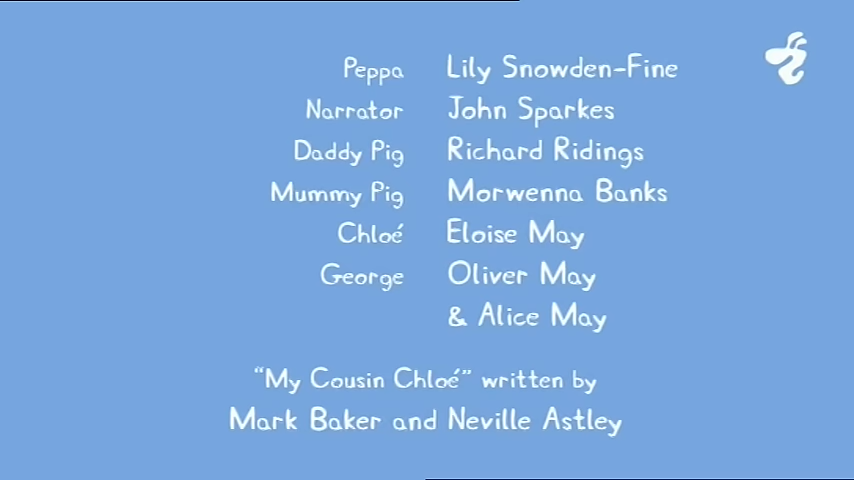 Peppa Lily Snowden-Fine
Narrator John Sparkes
Daddy Pig Richard Ridings
Mummy Pig Morwenna Banks
Chloé Eloise May
George Oliver May
& Alice May
“My Cousin Chloé” written by
Mark Baker and Neville Astley